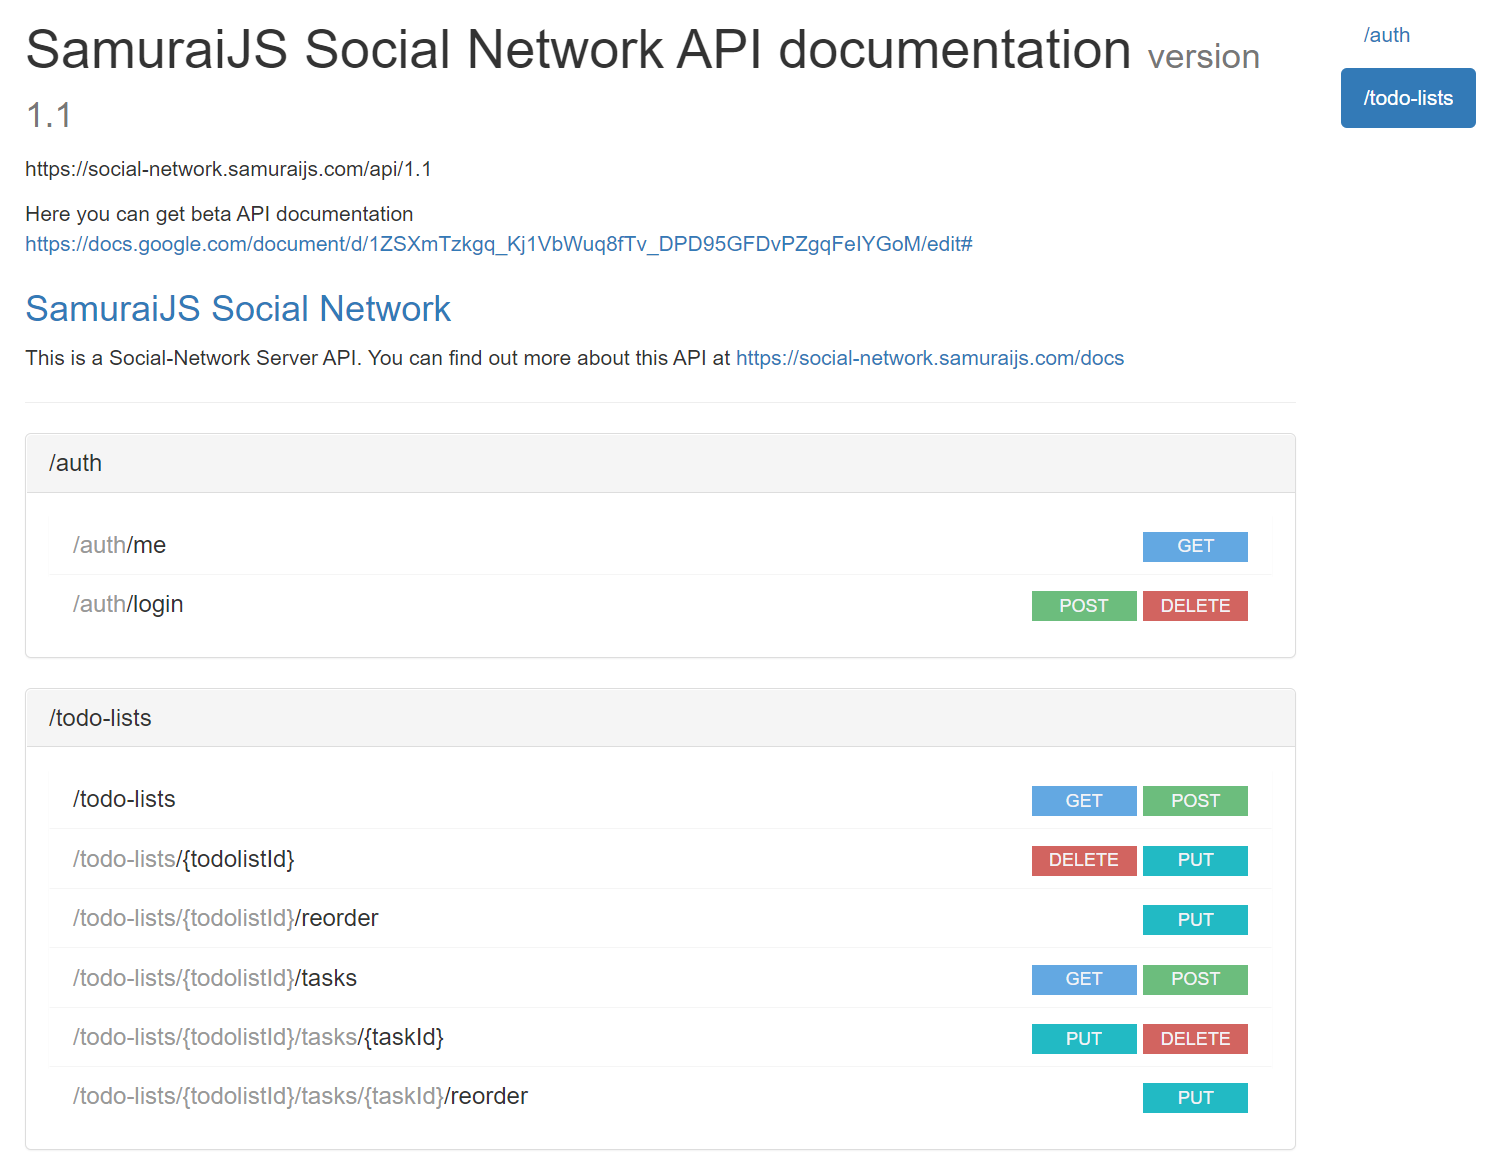 SamuraiJS Social Network API documentation version
1.1
/auth
/todo-lists
https://social-network.samuraijs.com/api/1.1
Here you can get beta API documentation
https://docs.google.com/document/d/1ZSXmTzkgq_Kj1VbWuq8fTv_DPD95GFDvPZgqFeIYGoM/edit#
SamuraiJS Social Network
This is a Social-Network Server API. You can find out more about this API at https://social-network.samuraijs.com/docs
/auth
/auth/me GET
/auth/login POST DELETE
/todo-lists
/todo-lists GET POST
/todo-lists/{todolistId} DELETE PUT
/todo-lists/{todolistId}/reorder PUT
/todo-lists/{todolistId}/tasks GET POST
/todo-lists/{todolistId}/tasks/{taskId} PUT DELETE
/todo-lists/{todolistId}/tasks/{taskId}/reorder PUT